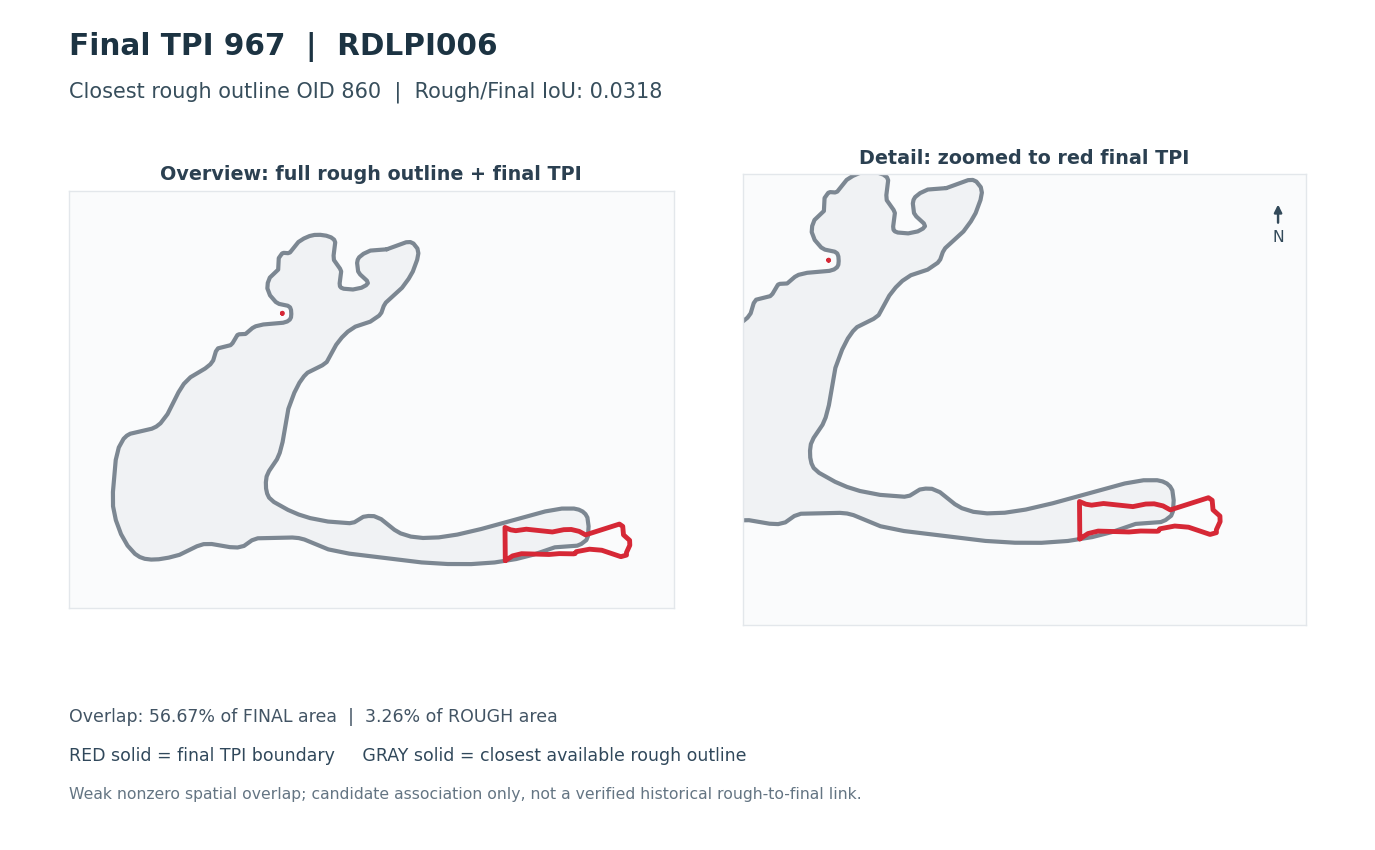 Final TPI 967 | RDLPI006
Closest rough outline OID 860 | Rough/Final IoU: 0.0318
Overview: full rough outline + final TPI
Detail: zoomed to red final TPI
N
Overlap: 56.67% of FINAL area | 3.26% of ROUGH area
RED solid = final TPI boundary GRAY solid = closest available rough outline
Weak nonzero spatial overlap; candidate association only, not a verified historical rough-to-final link.